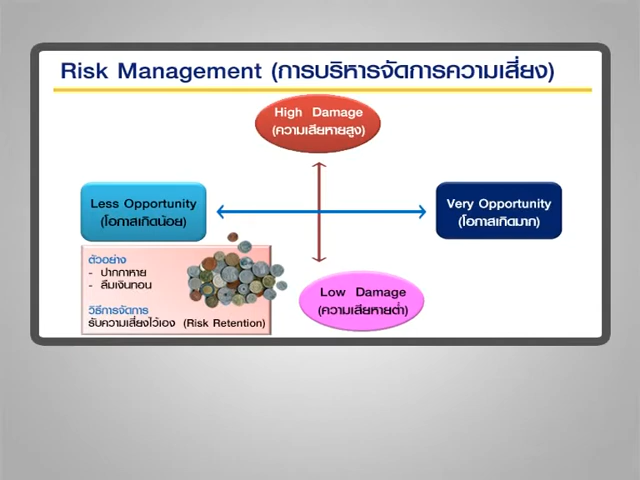 Risk Management (การบริหารจัดการความเสี่ยง)
High Damage
(ความเสียหายสูง)
Less Opportunity
(โอกาสเกิดน้อย)
Very Opportunity
(โอกาสเกิดมาก)
ตัวอย่าง
- ปากกาหาย
- ลืมเงินทอน
วิธีการจัดการ
รับความเสี่ยงไว้เอง (Risk Retention)
Low Damage
(ความเสียหายต่ำ)